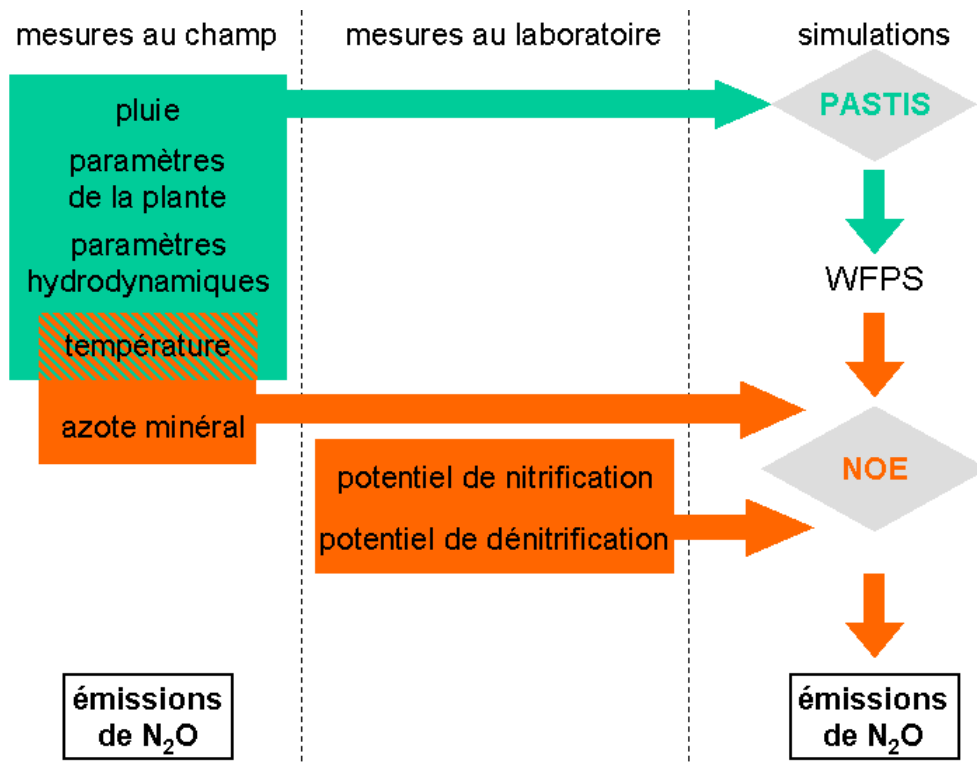 mesures au champ
mesures au laboratoire
simulations
pluie
paramètres
de la plante
paramètres
hydrodynamiques
température
azote minéral
potentiel de nitrification
potentiel de dénitrification
PASTIS
WFPS
NOE
émissions
de N₂O
émissions
de N₂O